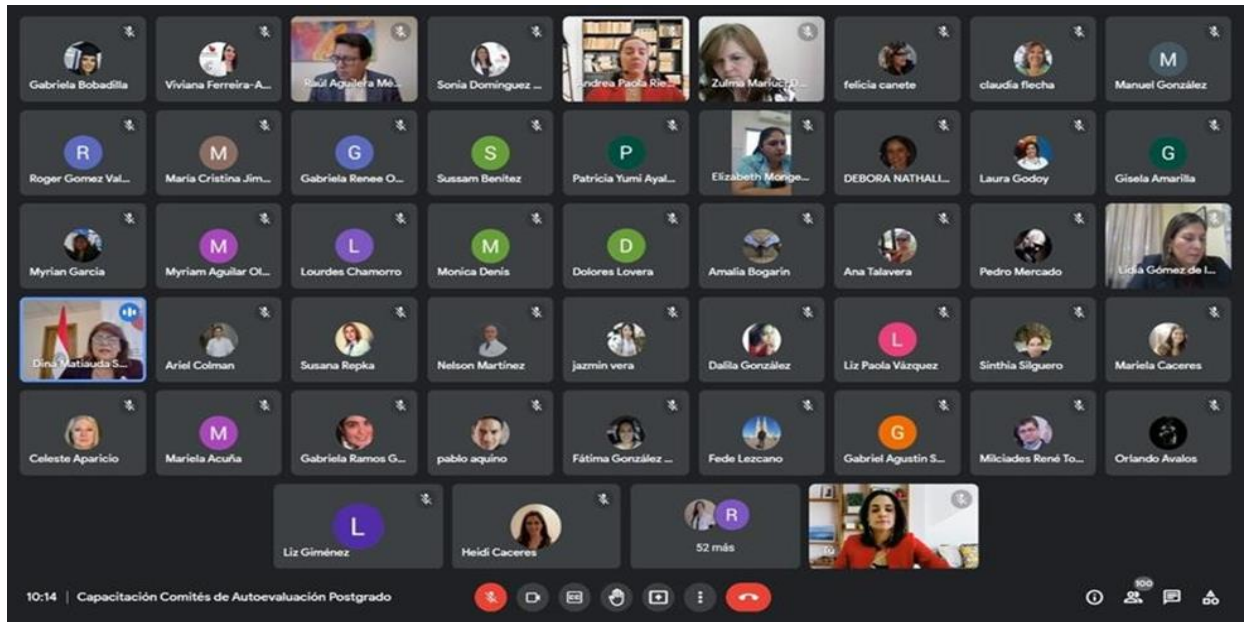 Gabriela Bobadilla
Viviana Ferreira-A...
Raúl Aguilera Mé...
Sonia Dominguez ...
Andrea Paola Rie...
Zulma Mariuci D...
felicia canete
claudia flecha
M
Manuel González
R
Roger Gomez Val...
M
Maria Cristina Jim...
G
Gabriela Renee O...
S
Sussam Benitez
P
Patricia Yumi Ayal...
Elizabeth Monge...
DEBORA NATHALI...
Laura Godoy
G
Gisela Amarilla
Myrian Garcia
M
Myriam Aguilar Ol...
L
Lourdes Chamorro
M
Monica Denis
D
Dolores Lovera
Amalia Bogarin
Ana Talavera
Pedro Mercado
Lidia Gómez de l...
Dina Matiauda S...
Ariel Colman
Susana Repka
Nelson Martinez
jazmin vera
Dalila González
L
Liz Paola Vázquez
Sinthia Silguero
Mariela Caceres
Celeste Aparicio
M
Mariela Acuña
Gabriela Ramos G...
pablo aquino
Fátima González ...
Fede Lezcano
G
Gabriel Agustin S...
Milciades René To...
Orlando Avalos
L
Liz Giménez
Heidi Caceres
R
52 más
Tú
10:14 | Capacitación Comités de Autoevaluación Postgrado
100